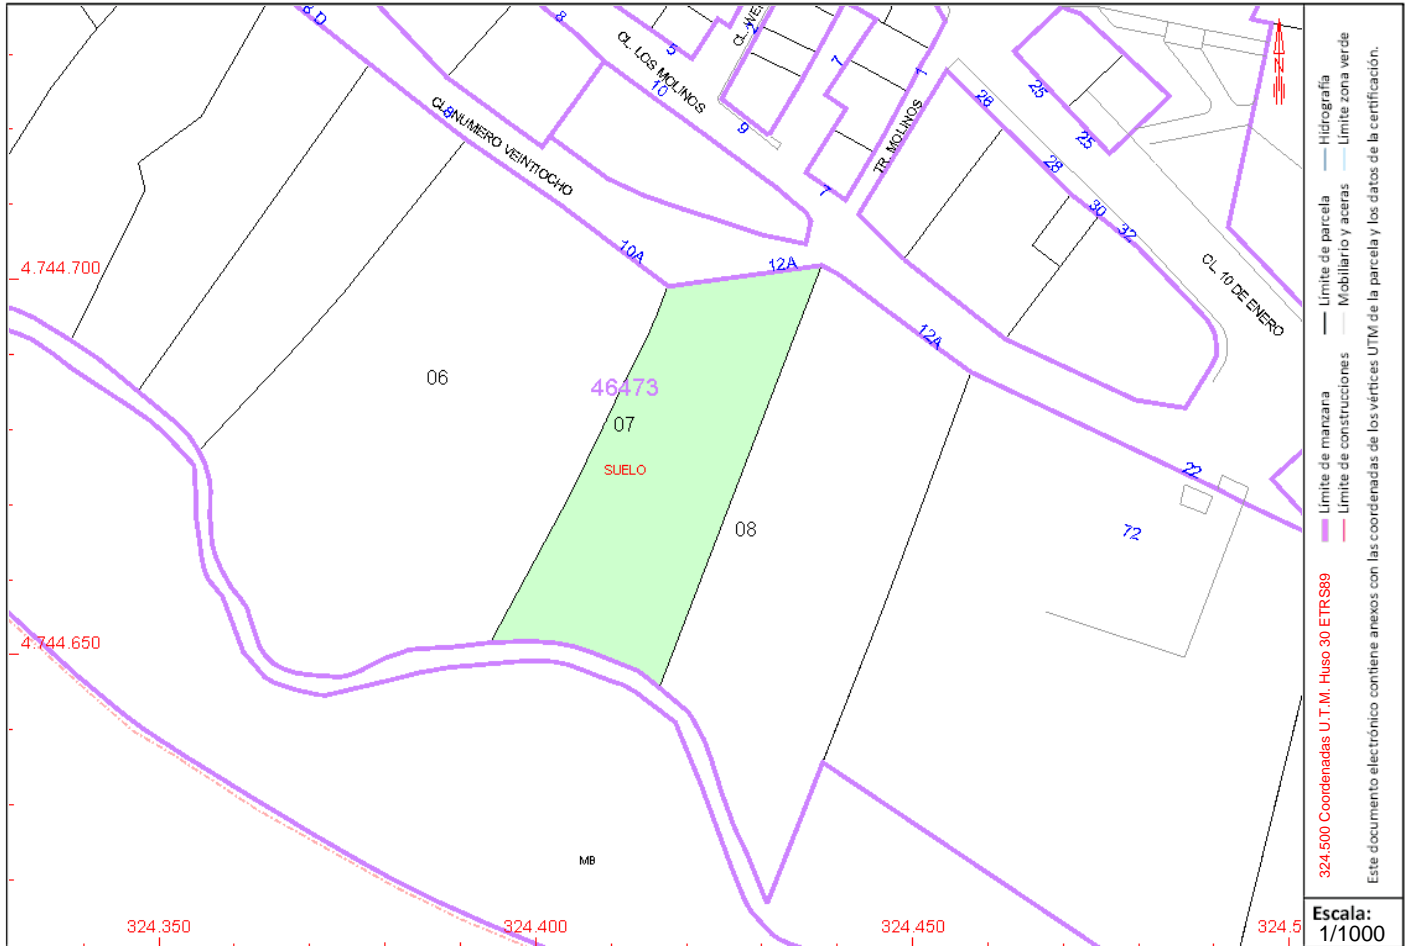 8 D
8
5
CL. LOS MOLINOS
10
2
9
7
1
7
TR. MOLINOS
26
25
25
28
30
32
CL. 10 DE ENERO
8
CL. NUMERO VEINTIOCHO
10A
12A
12A
4.744.700
06
46473
07
SUELO
08
22
72
4.744.650
MB
324.350
324.400
324.450
324.5
Hidrografía
Límite zona verde
Límite de parcela
Mobiliario y aceras
Límite de manzana
Límite de construcciones
324.500 Coordenadas U.T.M. Huso 30 ETRS89
Este documento electrónico contiene anexos con las coordenadas de los vértices UTM de la parcela y los datos de la certificación.
Escala:
1/1000